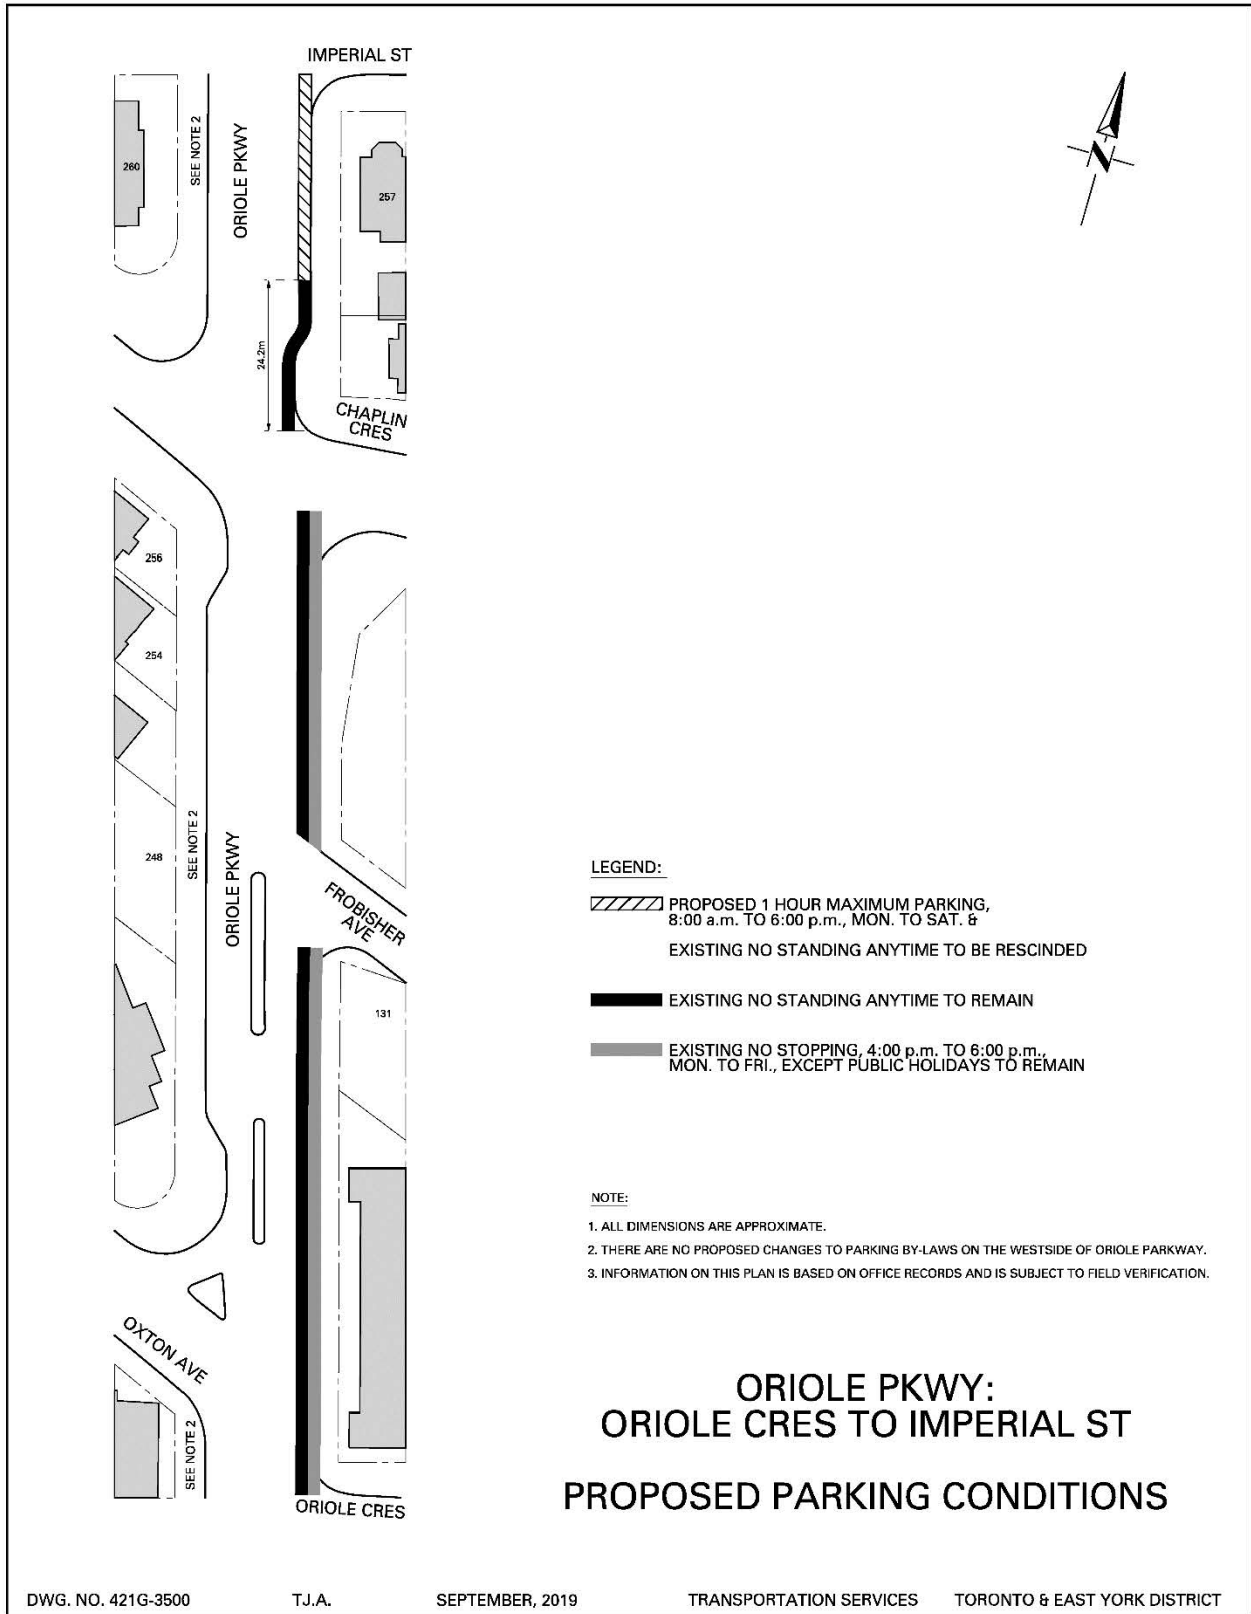 IMPERIAL ST
SEE NOTE 2
ORIOLE PKWY
260
257
N
24.2m
CHAPLIN
CRES
256
254
SEE NOTE 2
ORIOLE PKWY
248
FROBISHER
AVE
131
OXTON AVE
SEE NOTE 2
ORIOLE CRES
LEGEND:
PROPOSED 1 HOUR MAXIMUM PARKING,
8:00 a.m. TO 6:00 p.m., MON. TO SAT. &
EXISTING NO STANDING ANYTIME TO BE RESCINDED
EXISTING NO STANDING ANYTIME TO REMAIN
EXISTING NO STOPPING, 4:00 p.m. TO 6:00 p.m.,
MON. TO FRI., EXCEPT PUBLIC HOLIDAYS TO REMAIN
NOTE:
1. ALL DIMENSIONS ARE APPROXIMATE.
2. THERE ARE NO PROPOSED CHANGES TO PARKING BY-LAWS ON THE WESTSIDE OF ORIOLE PARKWAY.
3. INFORMATION ON THIS PLAN IS BASED ON OFFICE RECORDS AND IS SUBJECT TO FIELD VERIFICATION.
ORIOLE PKWY:
ORIOLE CRES TO IMPERIAL ST
PROPOSED PARKING CONDITIONS
DWG. NO. 421G-3500 T.J.A. SEPTEMBER, 2019 TRANSPORTATION SERVICES TORONTO & EAST YORK DISTRICT